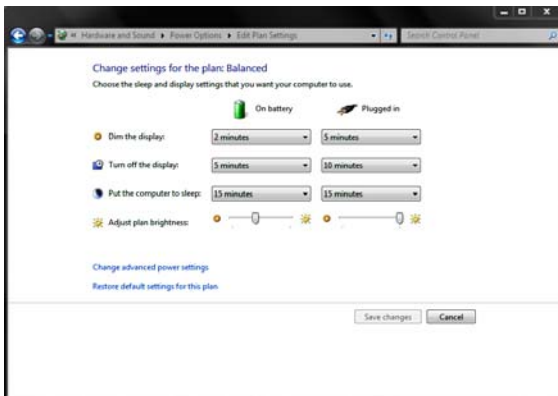 « Hardware and Sound ▸ Power Options ▸ Edit Plan Settings
Search Control Panel
Change settings for the plan: Balanced
Choose the sleep and display settings that you want your computer to use.
On battery Plugged in
Dim the display: 2 minutes 5 minutes
Turn off the display: 5 minutes 10 minutes
Put the computer to sleep: 15 minutes 15 minutes
Adjust plan brightness:
Change advanced power settings
Restore default settings for this plan
Save changes Cancel